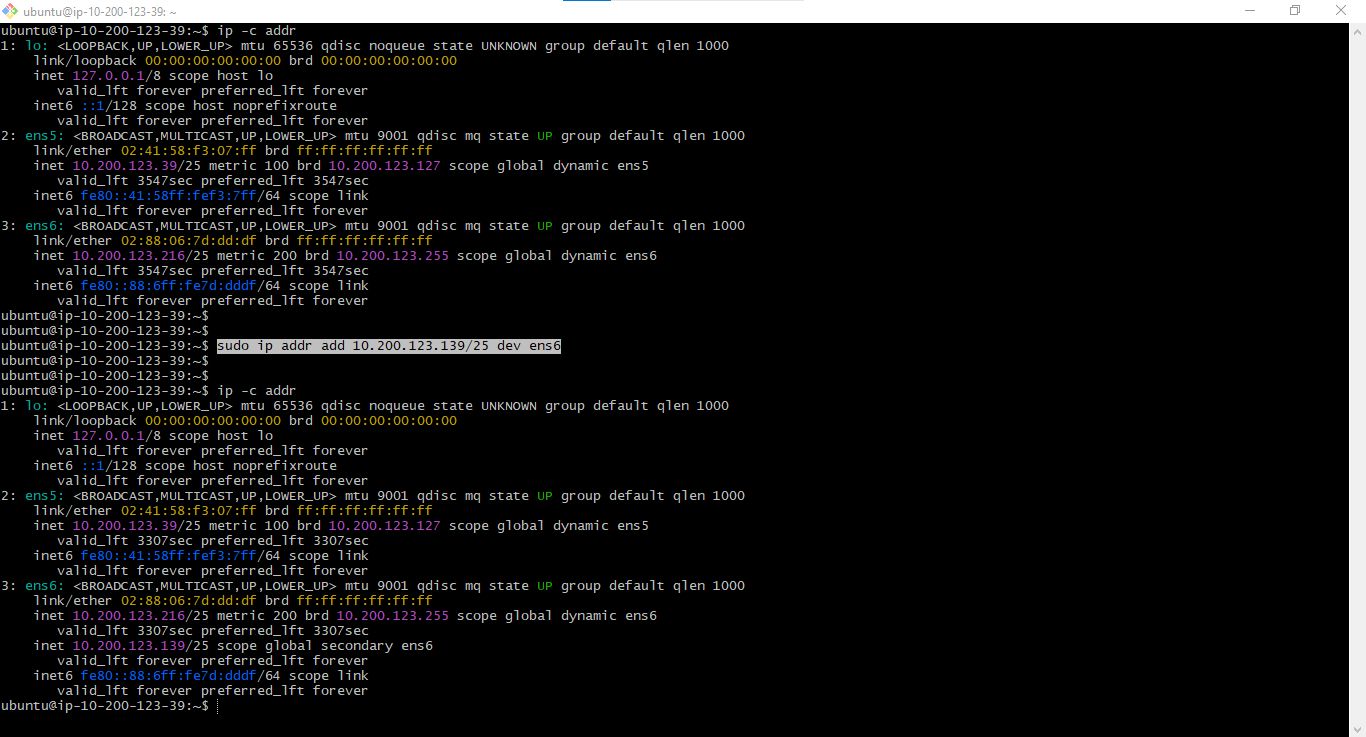 ubuntu@ip-10-200-123-39: ~
ubuntu@ip-10-200-123-39:~$ ip -c addr
1: lo: <LOOPBACK,UP,LOWER_UP> mtu 65536 qdisc noqueue state UNKNOWN group default qlen 1000
    link/loopback 00:00:00:00:00:00 brd 00:00:00:00:00:00
    inet 127.0.0.1/8 scope host lo
       valid_lft forever preferred_lft forever
    inet6 ::1/128 scope host noprefixroute
       valid_lft forever preferred_lft forever
2: ens5: <BROADCAST,MULTICAST,UP,LOWER_UP> mtu 9001 qdisc mq state UP group default qlen 1000
    link/ether 02:41:58:f3:07:ff brd ff:ff:ff:ff:ff:ff
    inet 10.200.123.39/25 metric 100 brd 10.200.123.127 scope global dynamic ens5
       valid_lft 3547sec preferred_lft 3547sec
    inet6 fe80::41:58ff:fef3:7ff/64 scope link
       valid_lft forever preferred_lft forever
3: ens6: <BROADCAST,MULTICAST,UP,LOWER_UP> mtu 9001 qdisc mq state UP group default qlen 1000
    link/ether 02:88:06:7d:dd:df brd ff:ff:ff:ff:ff:ff
    inet 10.200.123.216/25 metric 200 brd 10.200.123.255 scope global dynamic ens6
       valid_lft 3547sec preferred_lft 3547sec
    inet6 fe80::88:6ff:fe7d:dddf/64 scope link
       valid_lft forever preferred_lft forever
ubuntu@ip-10-200-123-39:~$
ubuntu@ip-10-200-123-39:~$
ubuntu@ip-10-200-123-39:~$ sudo ip addr add 10.200.123.139/25 dev ens6
ubuntu@ip-10-200-123-39:~$
ubuntu@ip-10-200-123-39:~$
ubuntu@ip-10-200-123-39:~$ ip -c addr
1: lo: <LOOPBACK,UP,LOWER_UP> mtu 65536 qdisc noqueue state UNKNOWN group default qlen 1000
    link/loopback 00:00:00:00:00:00 brd 00:00:00:00:00:00
    inet 127.0.0.1/8 scope host lo
       valid_lft forever preferred_lft forever
    inet6 ::1/128 scope host noprefixroute
       valid_lft forever preferred_lft forever
2: ens5: <BROADCAST,MULTICAST,UP,LOWER_UP> mtu 9001 qdisc mq state UP group default qlen 1000
    link/ether 02:41:58:f3:07:ff brd ff:ff:ff:ff:ff:ff
    inet 10.200.123.39/25 metric 100 brd 10.200.123.127 scope global dynamic ens5
       valid_lft 3307sec preferred_lft 3307sec
    inet6 fe80::41:58ff:fef3:7ff/64 scope link
       valid_lft forever preferred_lft forever
3: ens6: <BROADCAST,MULTICAST,UP,LOWER_UP> mtu 9001 qdisc mq state UP group default qlen 1000
    link/ether 02:88:06:7d:dd:df brd ff:ff:ff:ff:ff:ff
    inet 10.200.123.216/25 metric 200 brd 10.200.123.255 scope global dynamic ens6
       valid_lft 3307sec preferred_lft 3307sec
    inet 10.200.123.139/25 scope global secondary ens6
       valid_lft forever preferred_lft forever
    inet6 fe80::88:6ff:fe7d:dddf/64 scope link
       valid_lft forever preferred_lft forever
ubuntu@ip-10-200-123-39:~$